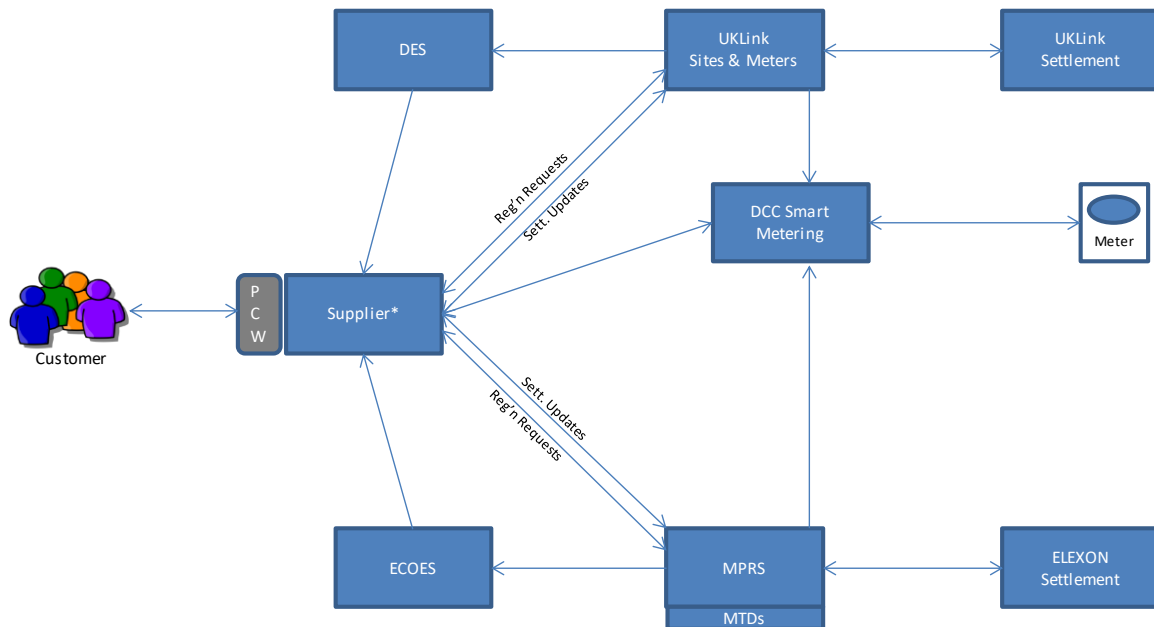 DES
UKLink
Sites & Meters
UKLink
Settlement
Reg'n Requests
Sett. Updates
DCC Smart
Metering
Meter
P
C
W
Supplier*
Customer
Sett. Updates
Reg'n Requests
ECOES
MPRS
MTDs
ELEXON
Settlement